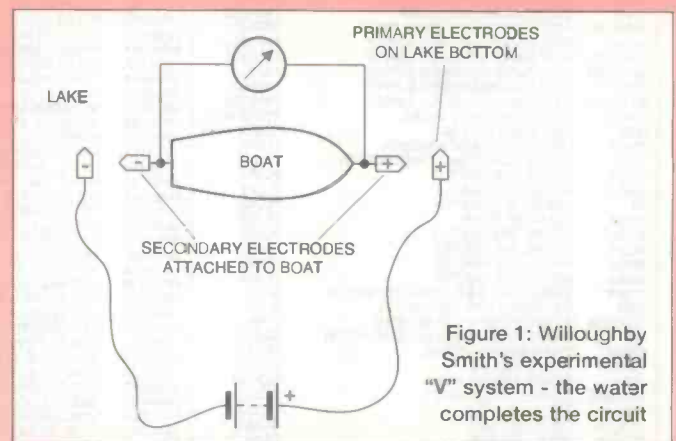 PRIMARY ELECTRODES
ON LAKE BCTTOM
LAKE
BOAT
- - + +
SECONDARY ELECTRODES
ATTACHED TO BOAT
+
Figure 1: Willoughby
Smith's experimental
"V" system - the water
completes the circuit